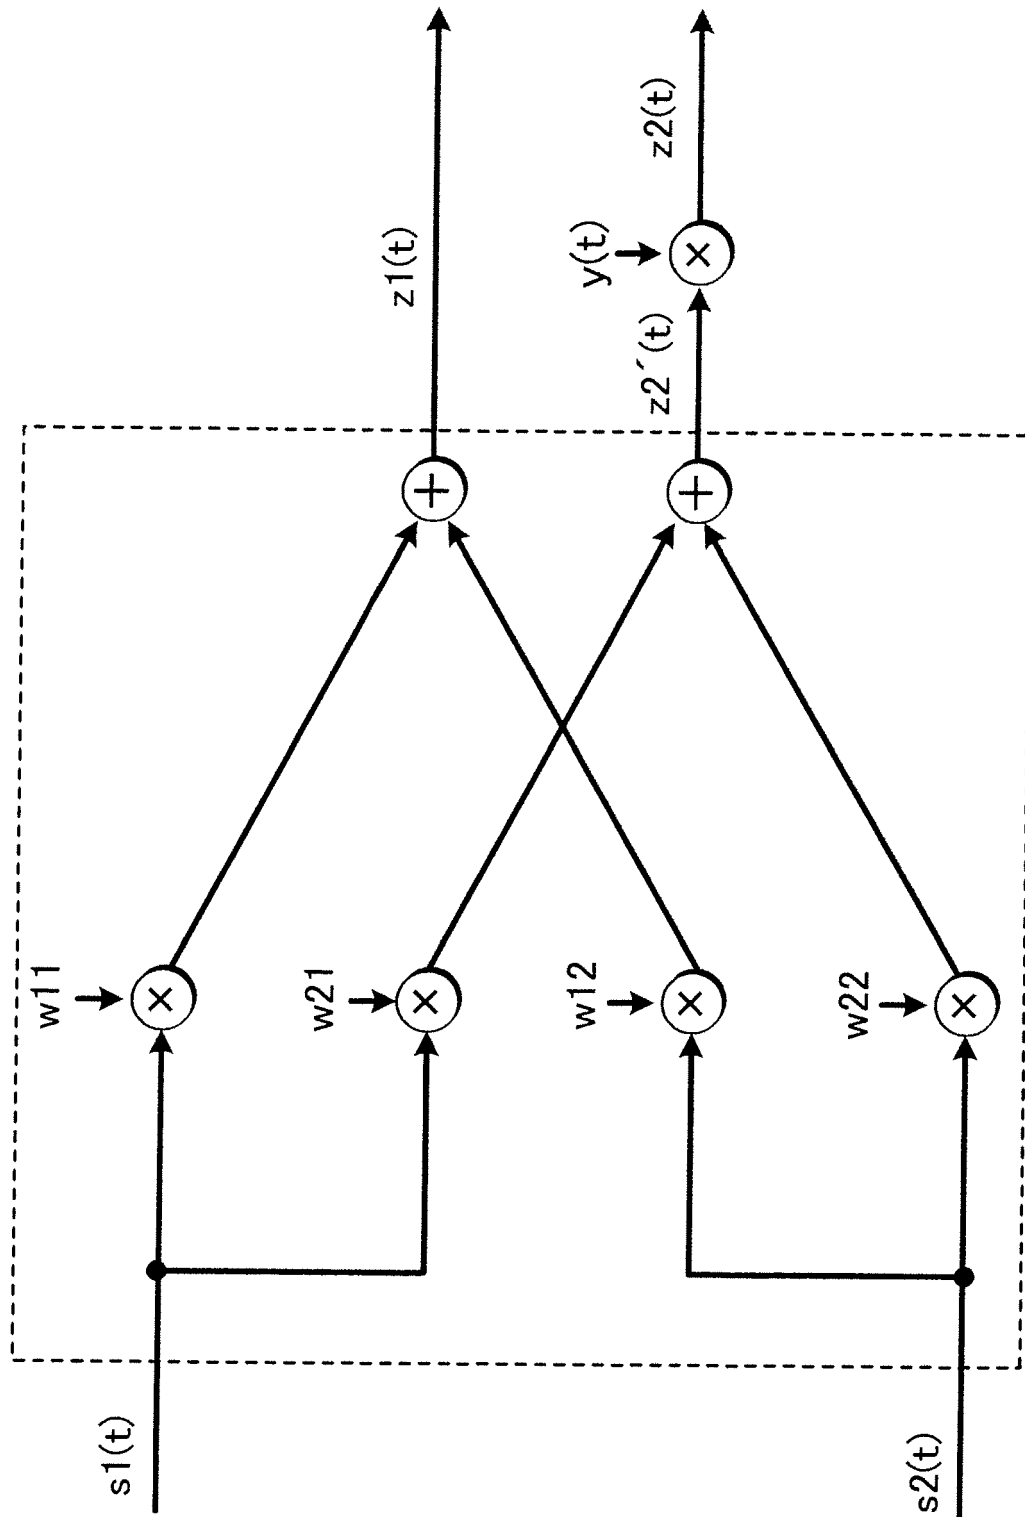 s1(t)
s2(t)
w11
w21
w12
w22
×
×
×
×
+
+
z1(t)
z2´(t)
y(t)
×
z2(t)